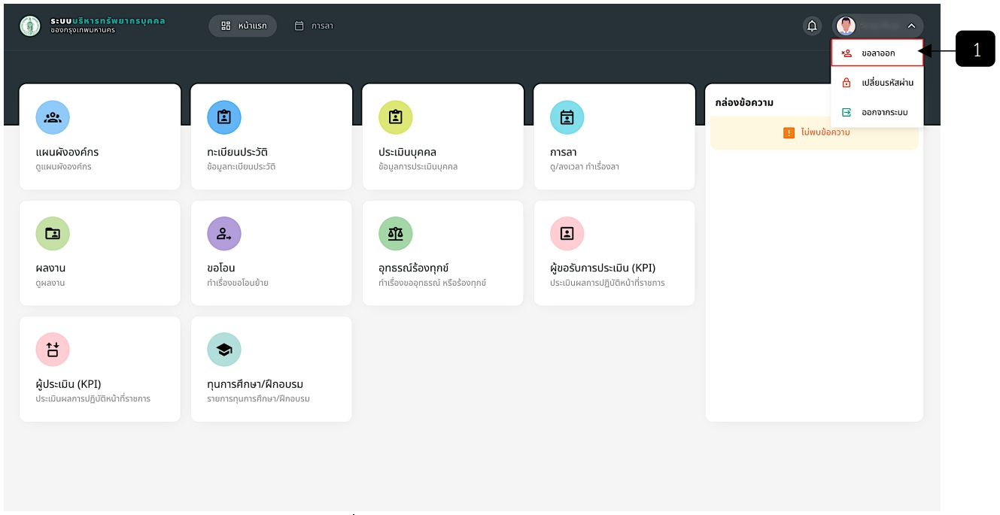 ระบบบริหารทรัพยากรบุคคล
ของกรุงเทพมหานคร
หน้าแรก
การลา
ขอลาออก
1
เปลี่ยนรหัสผ่าน
ออกจากระบบ
แผนผังองค์กร
ดูแผนผังองค์กร
ทะเบียนประวัติ
ข้อมูลทะเบียนประวัติ
ประเมินบุคคล
ข้อมูลการประเมินบุคคล
การลา
ดู/ลงเวลา ทำเรื่องลา
กล่องข้อความ
ไม่พบข้อความ
ผลงาน
ดูผลงาน
ขอโอน
ทำเรื่องขอโอนย้าย
อุทธรณ์ร้องทุกข์
ทำเรื่องขออุทธรณ์ หรือร้องทุกข์
ผู้ขอรับการประเมิน (KPI)
ประเมินผลการปฏิบัติหน้าที่ราชการ
ผู้ประเมิน (KPI)
ประเมินผลการปฏิบัติหน้าที่ราชการ
ทุนการศึกษา/ฝึกอบรม
รายการทุนการศึกษา/ฝึกอบรม